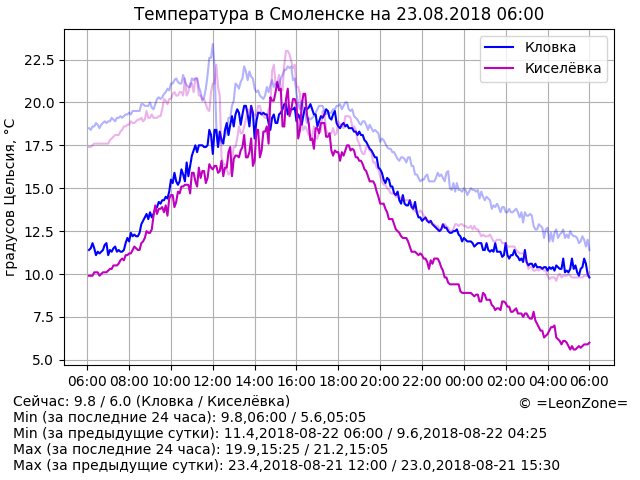 Температура в Смоленске на 23.08.2018 06:00
Кловка
Киселёвка
градусов Цельсия, °C
22.5
20.0
17.5
15.0
12.5
10.0
7.5
5.0
06:00 08:00 10:00 12:00 14:00 16:00 18:00 20:00 22:00 00:00 02:00 04:00 06:00
Сейчас: 9.8 / 6.0 (Кловка / Киселёвка)
© =LeonZone=
Min (за последние 24 часа): 9.8,06:00 / 5.6,05:05
Min (за предыдущие сутки): 11.4,2018-08-22 06:00 / 9.6,2018-08-22 04:25
Max (за последние 24 часа): 19.9,15:25 / 21.2,15:05
Max (за предыдущие сутки): 23.4,2018-08-21 12:00 / 23.0,2018-08-21 15:30